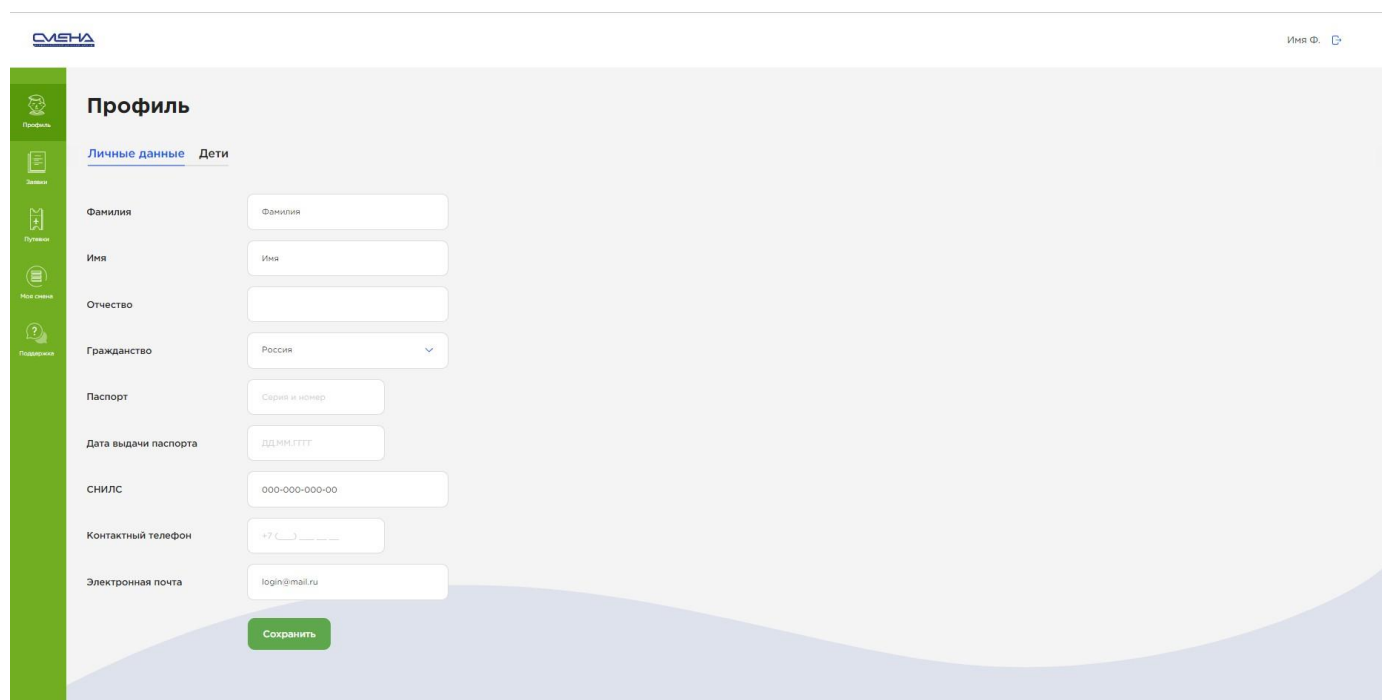 СМЕНА
Имя Ф.
Профиль
Заявки
Путевки
Моя смена
Поддержка
Профиль
Личные данные Дети
Фамилия Фамилия
Имя Имя
Отчество
Гражданство Россия
Паспорт Серия и номер
Дата выдачи паспорта ДД.ММ.ГГГГ
СНИЛС 000-000-000-00
Контактный телефон +7 (___) ___ __ __
Электронная почта login@mail.ru
Сохранить